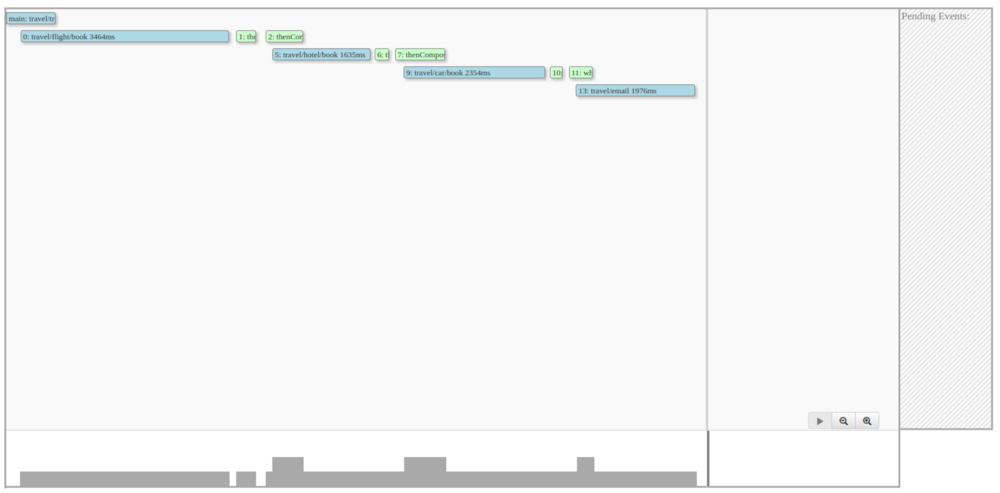 main: travel/tr
0: travel/flight/book 3464ms
1: the
2: thenCor
5: travel/hotel/book 1635ms
6: t
7: thenCompo
9: travel/car/book 2354ms
10:
11: wh
13: travel/email 1976ms
Pending Events: